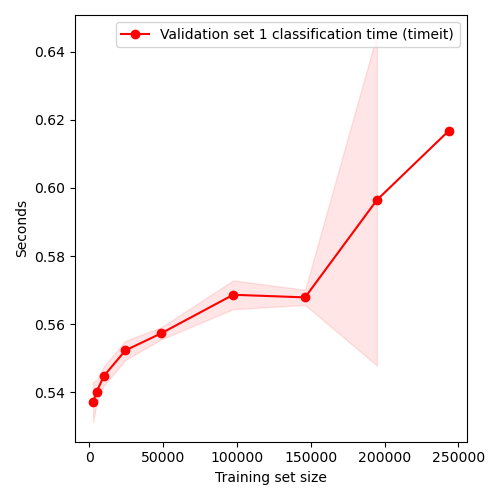 Validation set 1 classification time (timeit)
0.64
0.62
0.60
0.58
0.56
0.54
Seconds
0 50000 100000 150000 200000 250000
Training set size